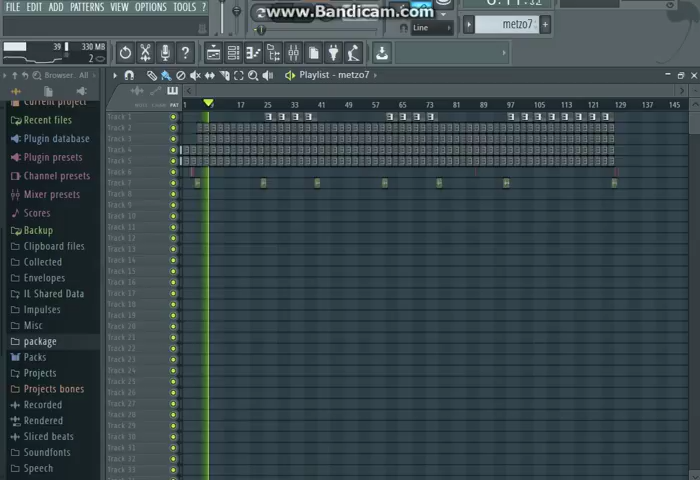 www.Bandicam.com
FILE EDIT ADD PATTERNS VIEW OPTIONS TOOLS ?
metzo7
39 330 MB
2
Line
Browser.. All
Playlist - metzo7
1 25 33 41 57 65 73 81 89 97 105 113 121 129 137 145
Current project
Recent files
Plugin database
Plugin presets
Channel presets
Mixer presets
Scores
Backup
Clipboard files
Collected
Envelopes
IL Shared Data
Impulses
Misc
package
Packs
Projects
Projects bones
Recorded
Rendered
Sliced beats
Soundfonts
Speech
Track 1
Track 2
Track 3
Track 4
Track 5
Track 6
Track 7
Track 8
Track 9
Track 10
Track 11
Track 12
Track 13
Track 14
Track 15
Track 16
Track 17
Track 18
Track 19
Track 20
Track 21
Track 22
Track 23
Track 24
Track 25
Track 26
Track 27
Track 28
Track 29
Track 30
Track 31
Track 32